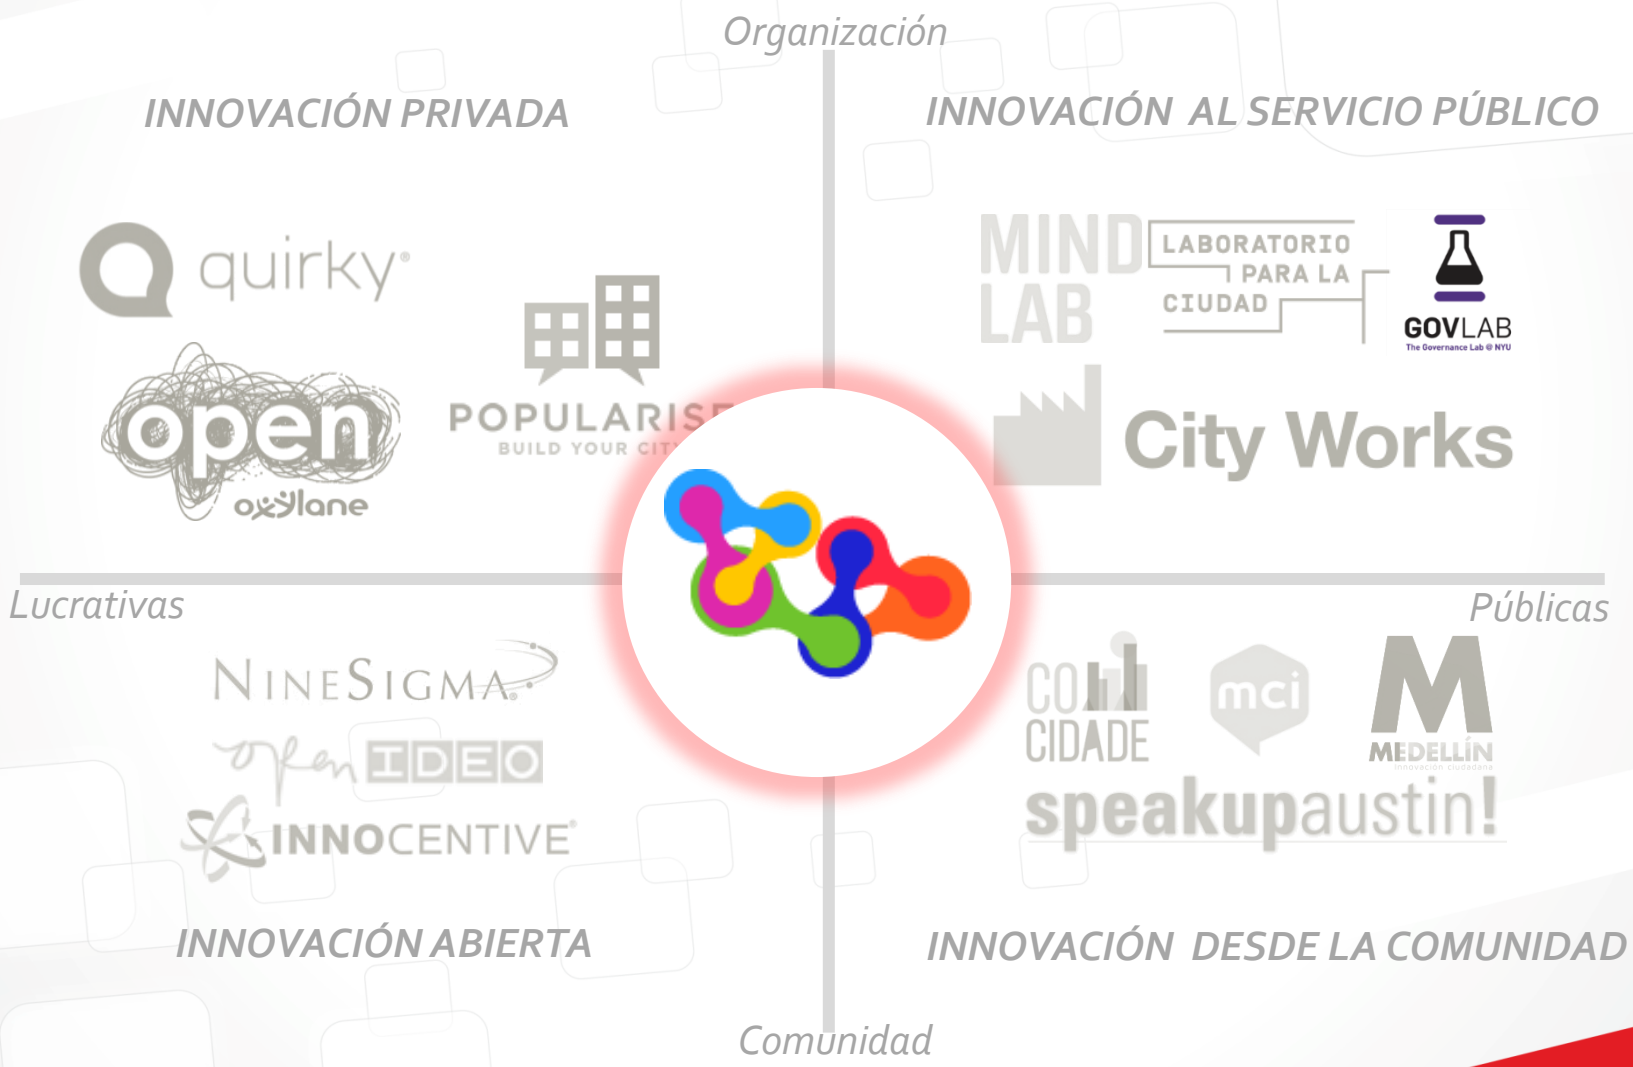 Organización
INNOVACIÓN PRIVADA
INNOVACIÓN AL SERVICIO PÚBLICO
quirky®
POPULARISE
BUILD YOUR CITY
open
oxylane
MIND
LAB
LABORATORIO
PARA LA
CIUDAD
GOVLAB
The Governance Lab @ NYU
City Works
Lucrativas
Públicas
NINESIGMA®
open IDEO
INNOCENTIVE®
INNOVACIÓN ABIERTA
CO
CIDADE
mci
M
MEDELLÍN
innovación ciudadana
speakupaustin!
INNOVACIÓN DESDE LA COMUNIDAD
Comunidad